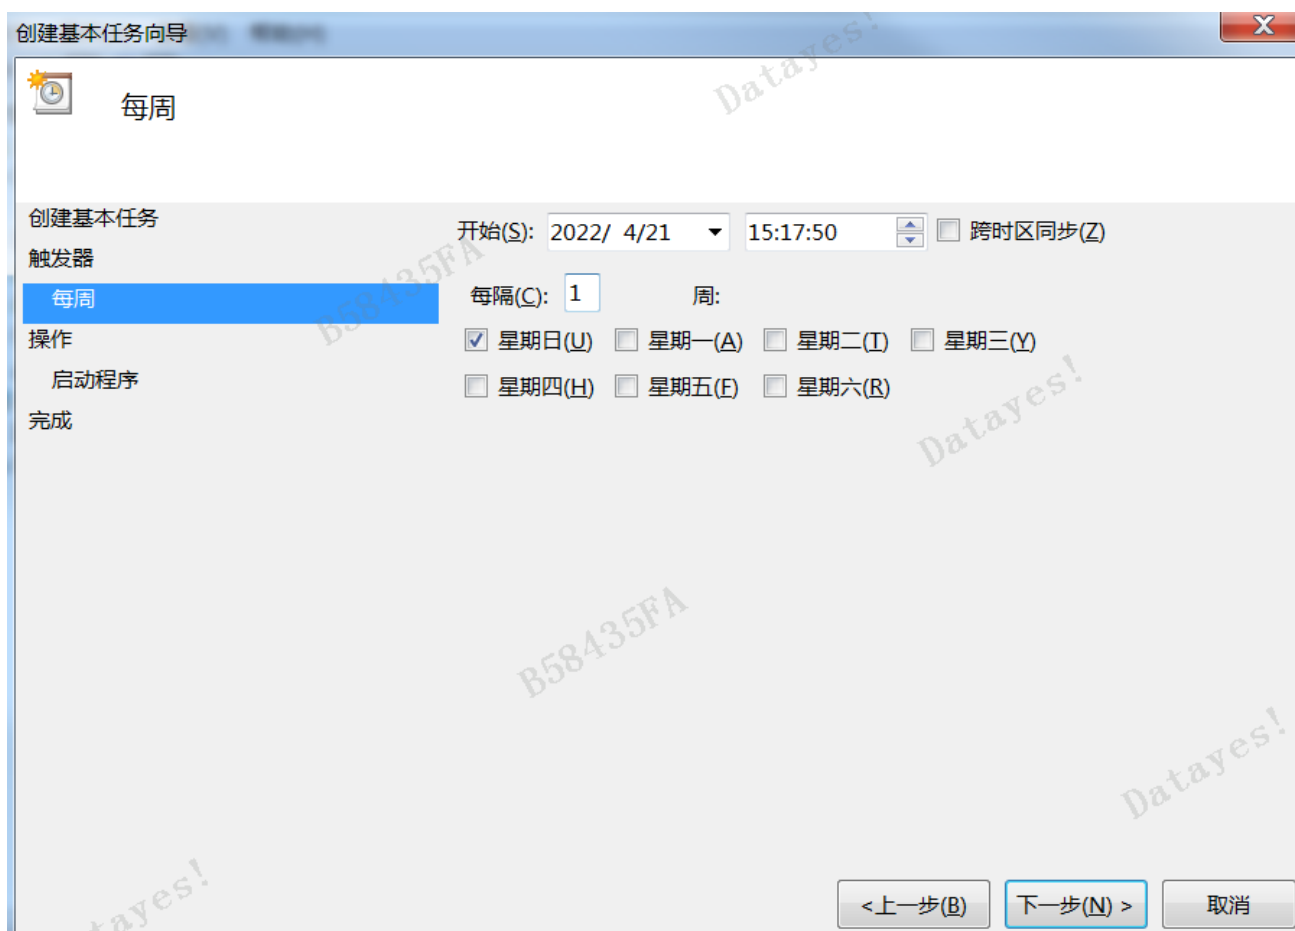 创建基本任务向导
每周
创建基本任务
触发器
每周
操作
启动程序
完成
开始(S): 2022/ 4/21 15:17:50 跨时区同步(Z)
每隔(C): 1 周:
星期日(U) 星期一(A) 星期二(T) 星期三(Y)
星期四(H) 星期五(F) 星期六(R)
<上一步(B) 下一步(N) > 取消
Datayes!
B58435FA
Datayes!
B58435FA
Datayes!
tayes!